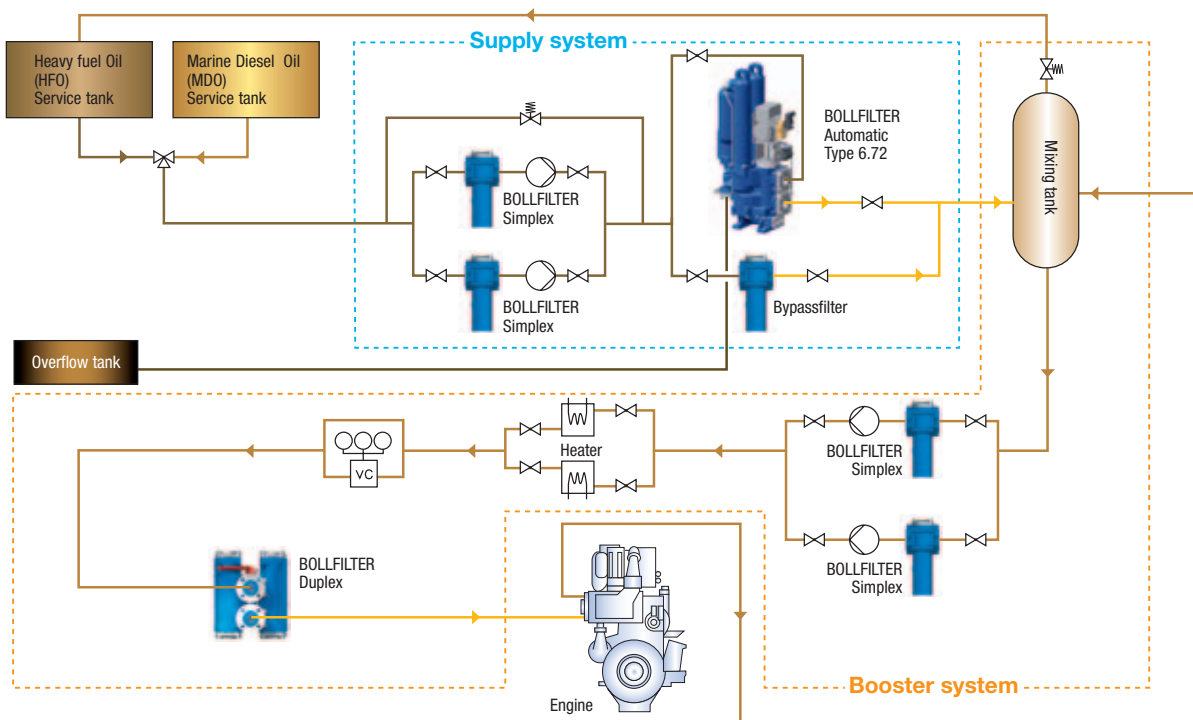 Supply system
Heavy fuel Oil
(HFO)
Service tank
Marine Diesel Oil
(MDO)
Service tank
BOLLFILTER
Automatic
Type 6.72
Mixing tank
BOLLFILTER
Simplex
BOLLFILTER
Simplex
Bypassfilter
Overflow tank
Heater
VC
BOLLFILTER
Simplex
BOLLFILTER
Simplex
BOLLFILTER
Duplex
Engine
Booster system